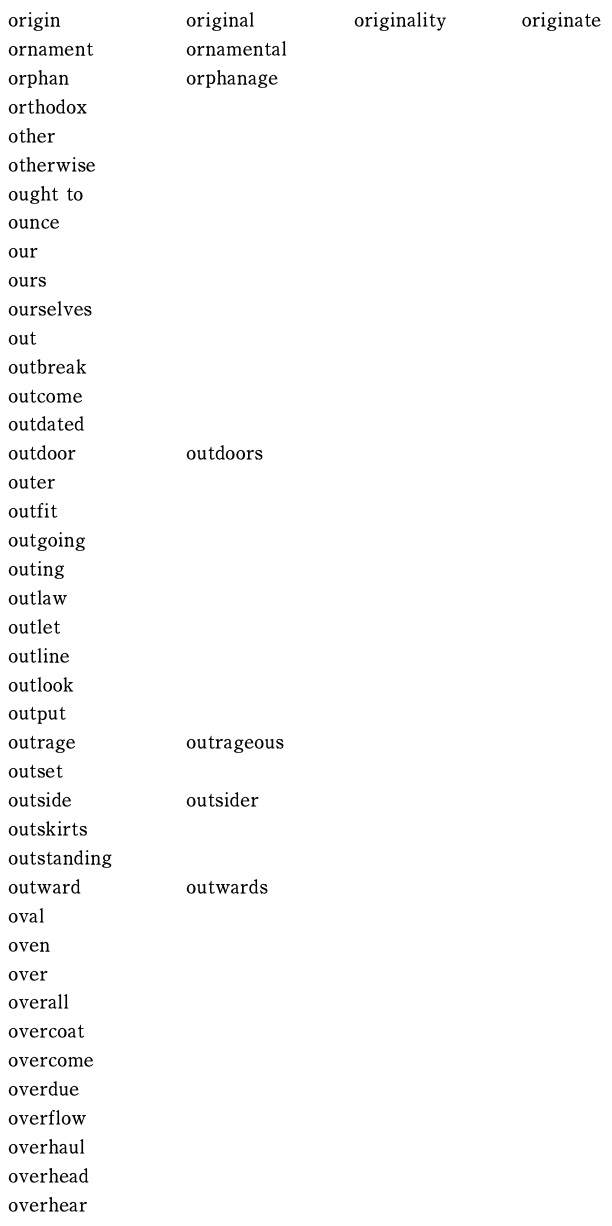 origin original originality originate
ornament ornamental
orphan orphanage
orthodox
other
otherwise
ought to
ounce
our
ours
ourselves
out
outbreak
outcome
outdated
outdoor outdoors
outer
outfit
outgoing
outing
outlaw
outlet
outline
outlook
output
outrage outrageous
outset
outside outsider
outskirts
outstanding
outward outwards
oval
oven
over
overall
overcoat
overcome
overdue
overflow
overhaul
overhead
overhear